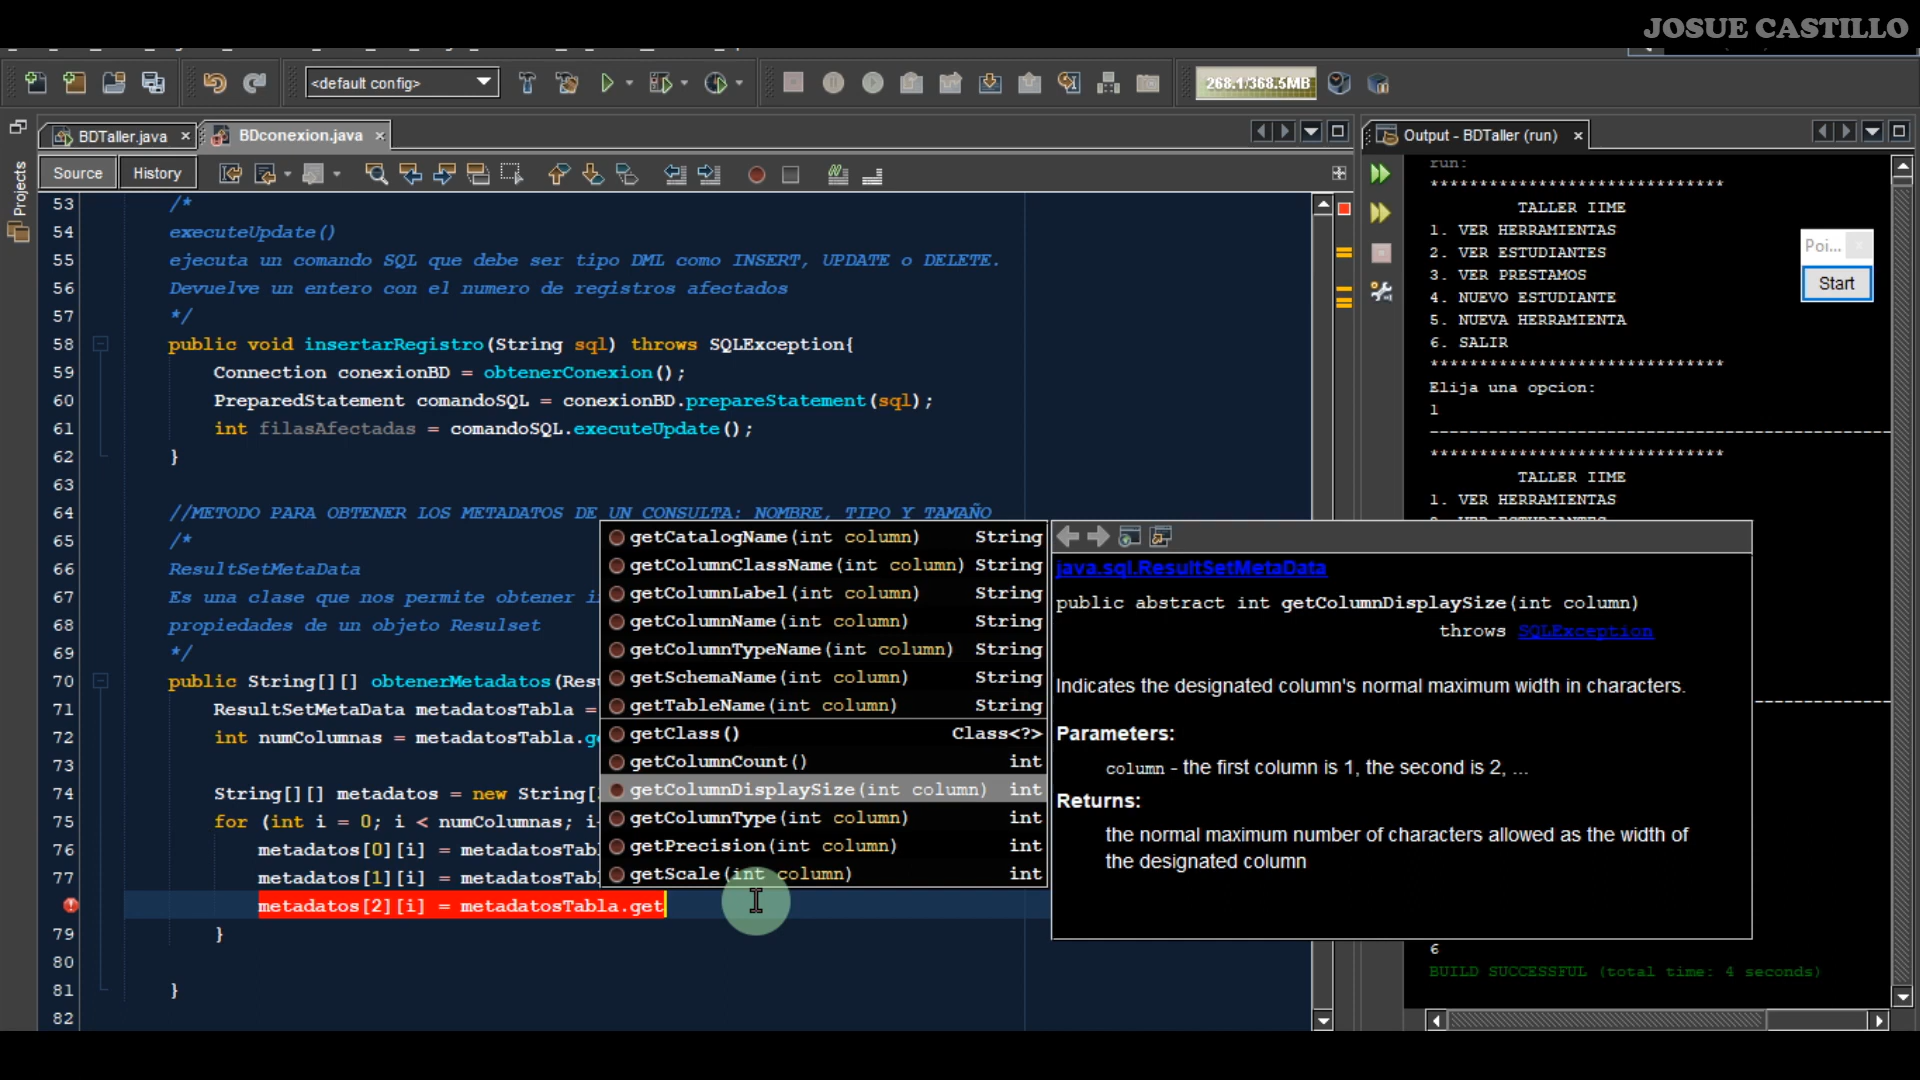 JOSUE CASTILLO
<default config>
268.1/368.5MB
BDTaller.java
BDconexion.java
Output - BDTaller (run)
Projects
Source
History
53 /*
54 executeUpdate()
55 ejecuta un comando SQL que debe ser tipo DML como INSERT, UPDATE o DELETE.
56 Devuelve un entero con el numero de registros afectados
57 */
58 public void insertarRegistro(String sql) throws SQLException{
59 Connection conexionBD = obtenerConexion();
60 PreparedStatement comandoSQL = conexionBD.prepareStatement(sql);
61 int filasAfectadas = comandoSQL.executeUpdate();
62 }
63
64 //METODO PARA OBTENER LOS METADATOS DE UN CONSULTA: NOMBRE, TIPO Y TAMAÑO
65 /*
66 ResultSetMetaData
67 Es una clase que nos permite obtener
68 propiedades de un objeto Resulset
69 */
70 public String[][] obtenerMetadatos(Res
71 ResultSetMetaData metadatosTabla =
72 int numColumnas = metadatosTabla.ge
73
74 String[][] metadatos = new String[
75 for (int i = 0; i < numColumnas; i
76 metadatos[0][i] = metadatosTabl
77 metadatos[1][i] = metadatosTabl
metadatos[2][i] = metadatosTabla.get
79 }
80
81 }
82
getCatalogName(int column) String
getColumnClassName(int column) String
getColumnLabel(int column) String
getColumnName(int column) String
getColumnTypeName(int column) String
getSchemaName(int column) String
getTableName(int column) String
getClass() Class<?>
getColumnCount() int
getColumnDisplaySize(int column) int
getColumnType(int column) int
getPrecision(int column) int
getScale(int column) int
java.sql.ResultSetMetaData
public abstract int getColumnDisplaySize(int column)
throws SQLException
Indicates the designated column's normal maximum width in characters.
Parameters:
column - the first column is 1, the second is 2, ...
Returns:
the normal maximum number of characters allowed as the width of
the designated column
run:
******************************
TALLER IIME
1. VER HERRAMIENTAS
2. VER ESTUDIANTES
3. VER PRESTAMOS
4. NUEVO ESTUDIANTE
5. NUEVA HERRAMIENTA
6. SALIR
******************************
Elija una opcion:
1
******************************
TALLER IIME
1. VER HERRAMIENTAS
6
BUILD SUCCESSFUL (total time: 4 seconds)
Poi...
Start